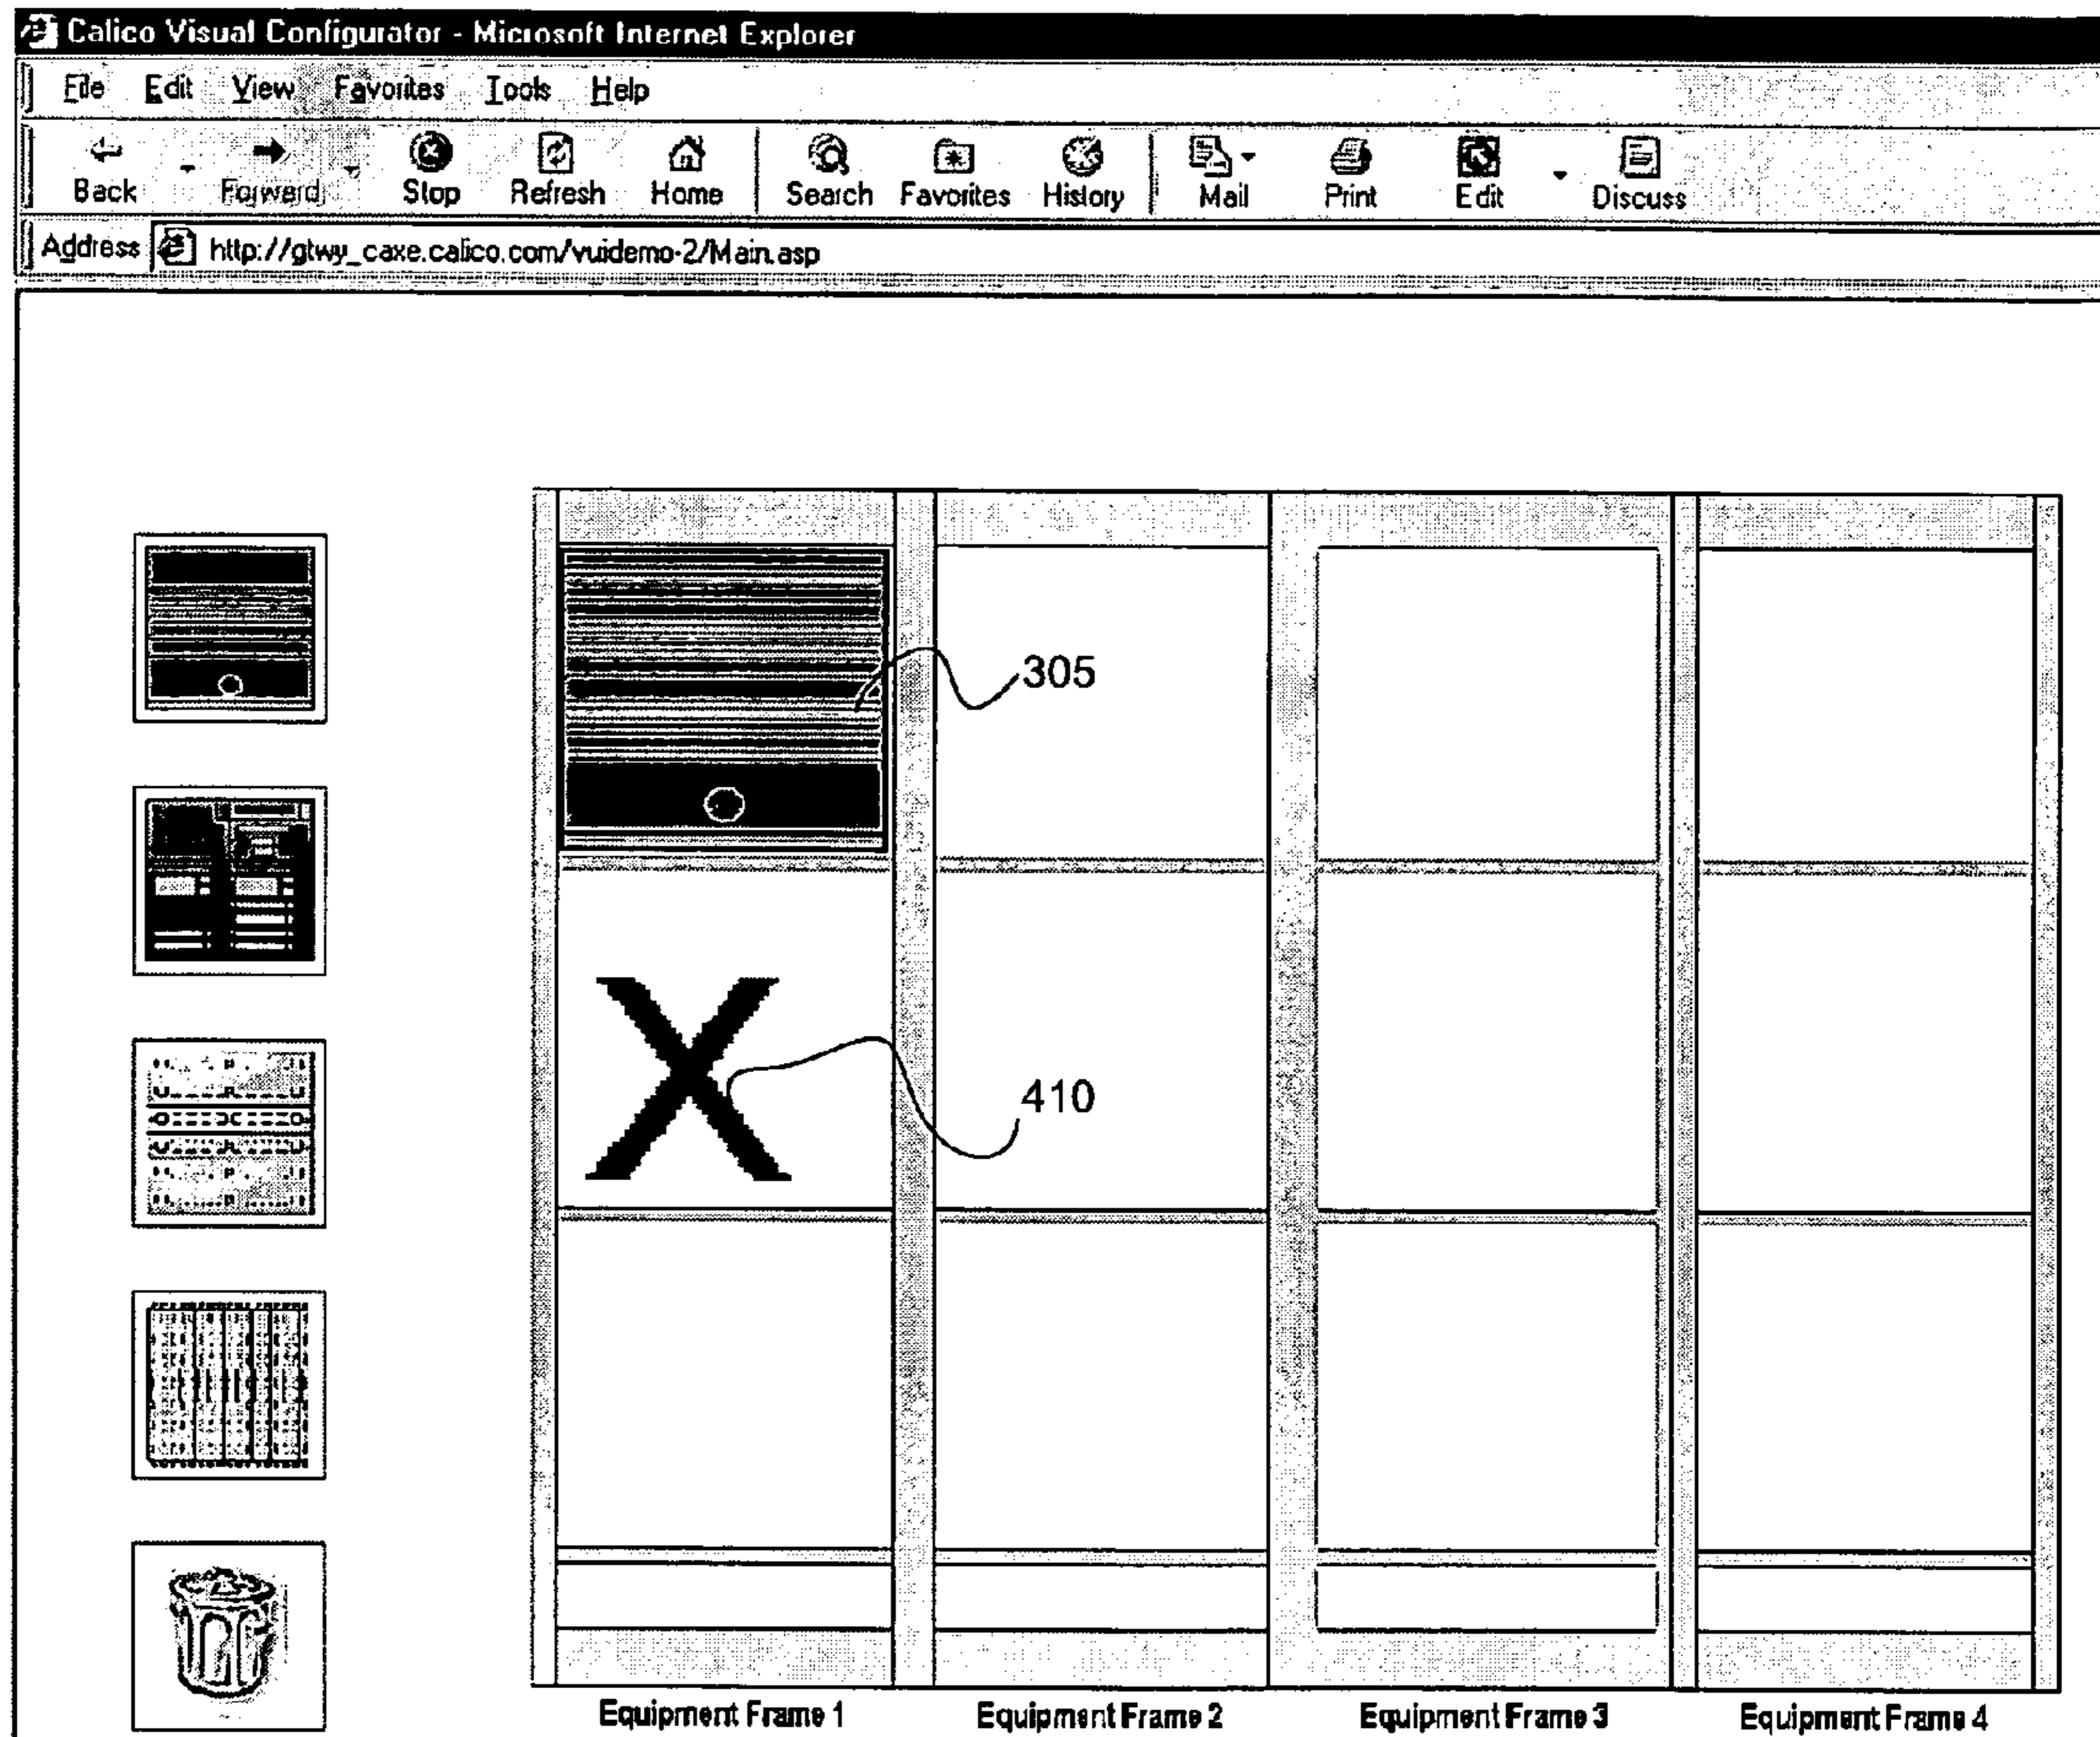 Calico Visual Configurator - Microsoft Internet Explorer
File Edit View Favorites Tools Help
Back Forward Stop Refresh Home Search Favorites History Mail Print Edit Discuss
Address http://gtwy_caxe.calico.com/vuidemo-2/Main.asp
305
X
410
Equipment Frame 1 Equipment Frame 2 Equipment Frame 3 Equipment Frame 4